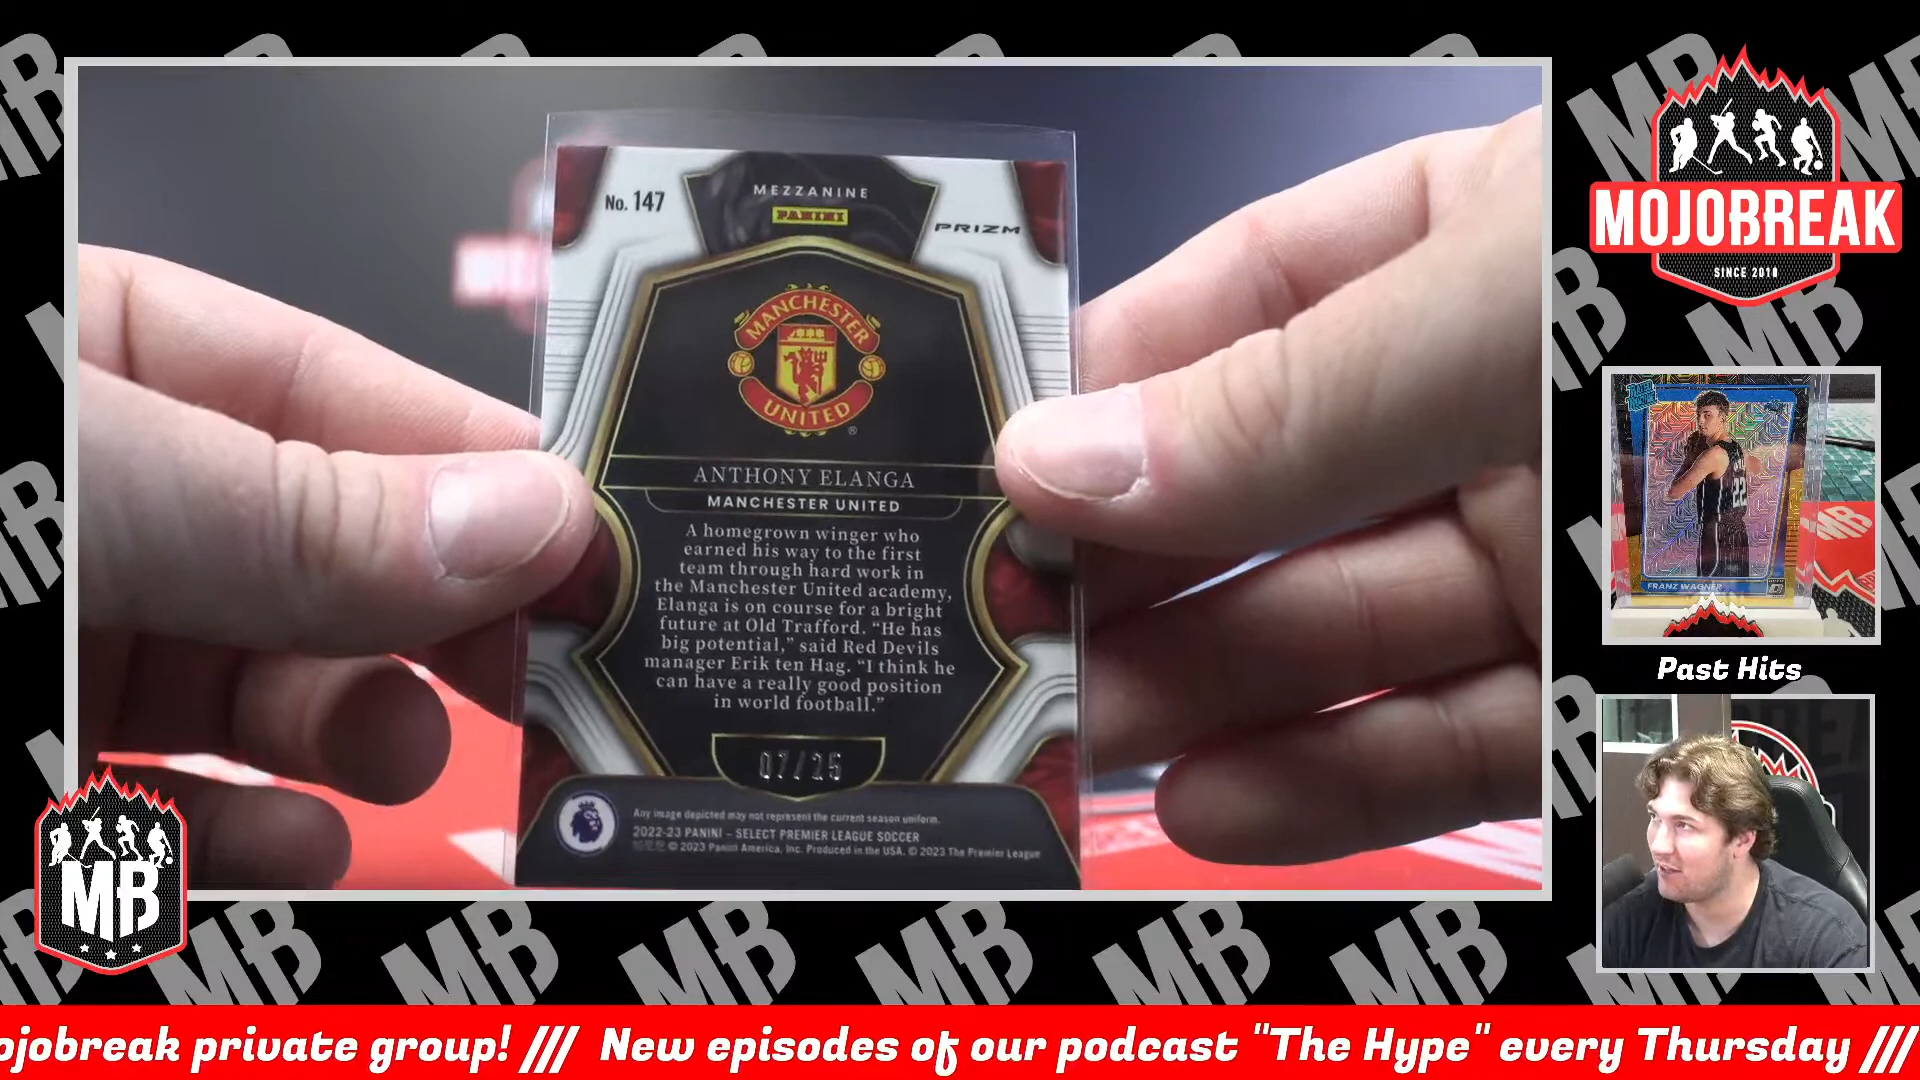 No. 147
MEZZANINE
PANINI
PRIZM
MANCHESTER
UNITED
®
ANTHONY ELANGA
MANCHESTER UNITED
A homegrown winger who
earned his way to the first
team through hard work in
the Manchester United academy,
Elanga is on course for a bright
future at Old Trafford. “He has
big potential,” said Red Devils
manager Erik ten Hag. “I think he
can have a really good position
in world football.”
07/25
Any image depicted may not represent the current season uniform.
2022-23 PANINI – SELECT PREMIER LEAGUE SOCCER
© 2023 Panini America, Inc. Produced in the USA. © 2023 The Premier League
MOJOBREAK
SINCE 2010
22
FRANZ WAGNER
MB
Past Hits
MB
ojobreak private group! /// New episodes of our podcast "The Hype" every Thursday ///